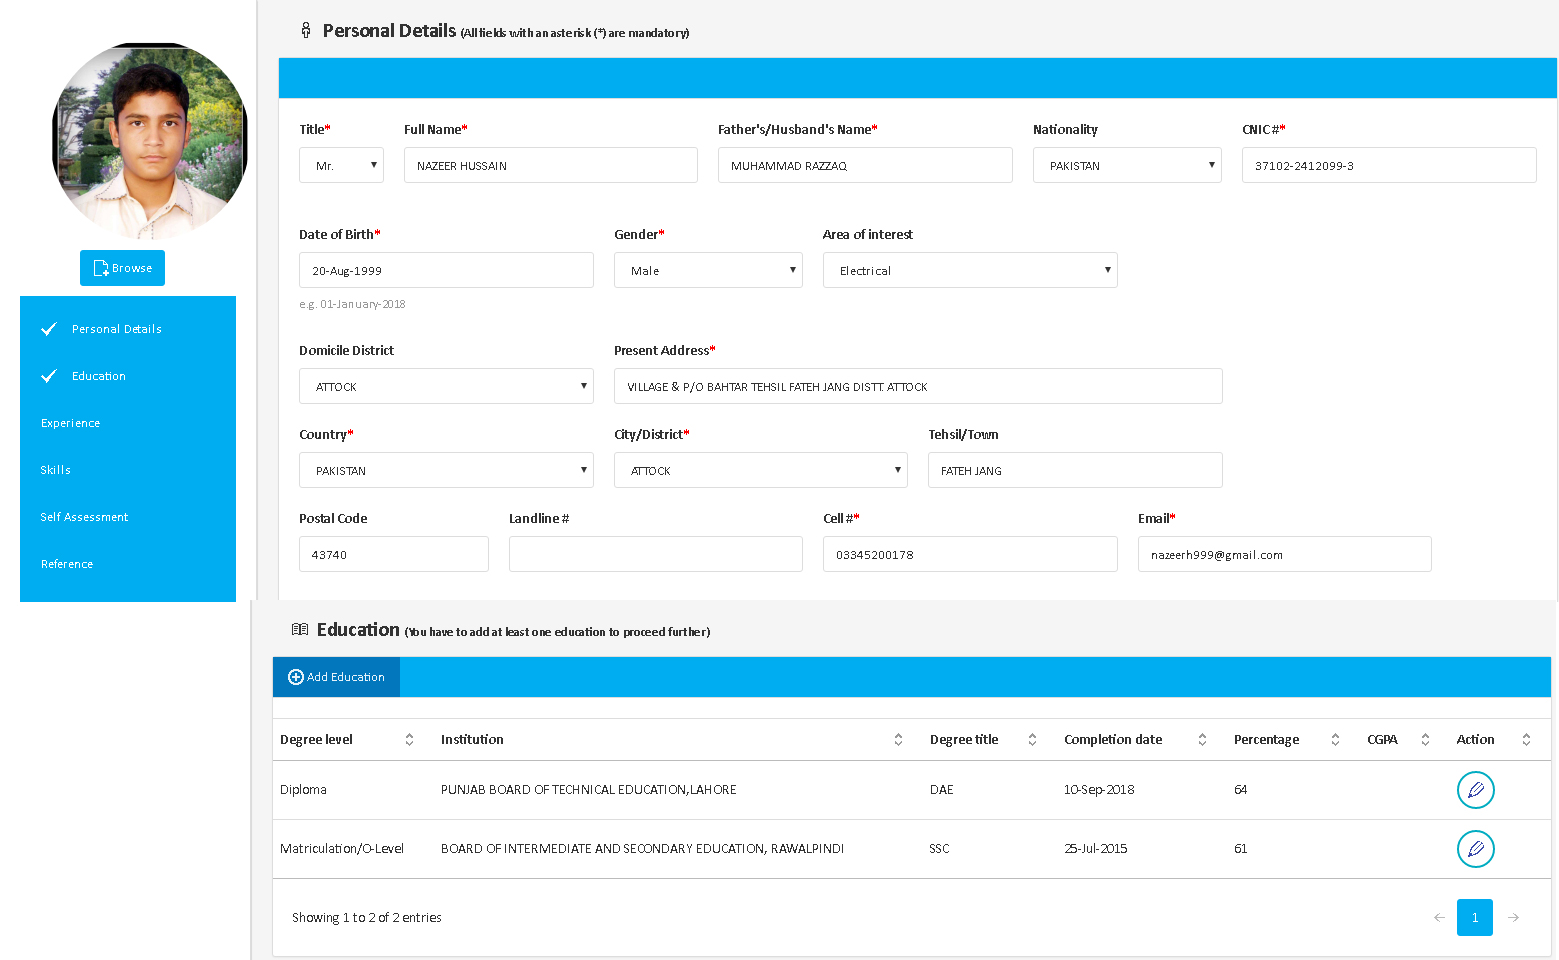 Personal Details (All fields with an asterisk (*) are mandatory)
Title* Full Name* Father's/Husband's Name* Nationality CNIC #*
Mr. NAZEER HUSSAIN MUHAMMAD RAZZAQ PAKISTAN 37102-2412099-3
Date of Birth* Gender* Area of interest
20-Aug-1999 Male Electrical
e.g. 01-January-2018
Domicile District Present Address*
ATTOCK VILLAGE & P/O BAHTAR TEHSIL FATEH JANG DISTT. ATTOCK
Country* City/District* Tehsil/Town
PAKISTAN ATTOCK FATEH JANG
Postal Code Landline # Cell #* Email*
43740 03345200178 nazeerh999@gmail.com
Browse
Personal Details
Education
Experience
Skills
Self Assessment
Reference
Education (You have to add at least one education to proceed further)
Add Education
Degree level Institution Degree title Completion date Percentage CGPA Action
Diploma PUNJAB BOARD OF TECHNICAL EDUCATION,LAHORE DAE 10-Sep-2018 64
Matriculation/O-Level BOARD OF INTERMEDIATE AND SECONDARY EDUCATION, RAWALPINDI SSC 25-Jul-2015 61
Showing 1 to 2 of 2 entries
1